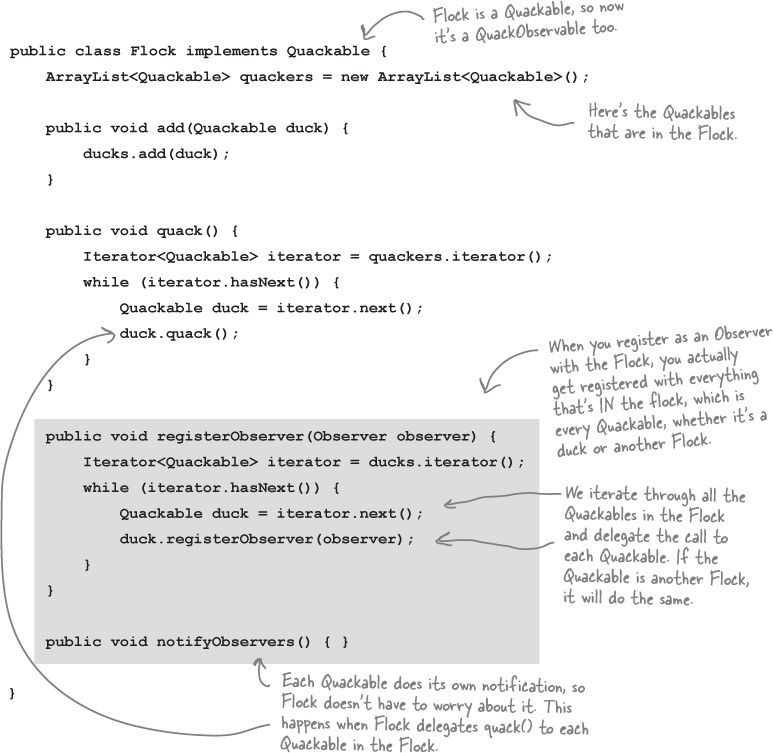 Flock is a Quackable, so now
it's a QuackObservable too.
public class Flock implements Quackable {
ArrayList<Quackable> quackers = new ArrayList<Quackable>();
Here's the Quackables
that are in the Flock.
public void add(Quackable duck) {
ducks.add(duck);
}
public void quack() {
Iterator<Quackable> iterator = quackers.iterator();
while (iterator.hasNext()) {
Quackable duck = iterator.next();
duck.quack();
}
}
When you register as an Observer
with the Flock, you actually
get registered with everything
that's IN the flock, which is
every Quackable, whether it's a
duck or another Flock.
public void registerObserver(Observer observer) {
Iterator<Quackable> iterator = ducks.iterator();
while (iterator.hasNext()) {
Quackable duck = iterator.next();
duck.registerObserver(observer);
}
}
We iterate through all the
Quackables in the Flock
and delegate the call to
each Quackable. If the
Quackable is another Flock,
it will do the same.
public void notifyObservers() { }
Each Quackable does its own notification, so
Flock doesn't have to worry about it. This
happens when Flock delegates quack() to each
Quackable in the Flock.
}